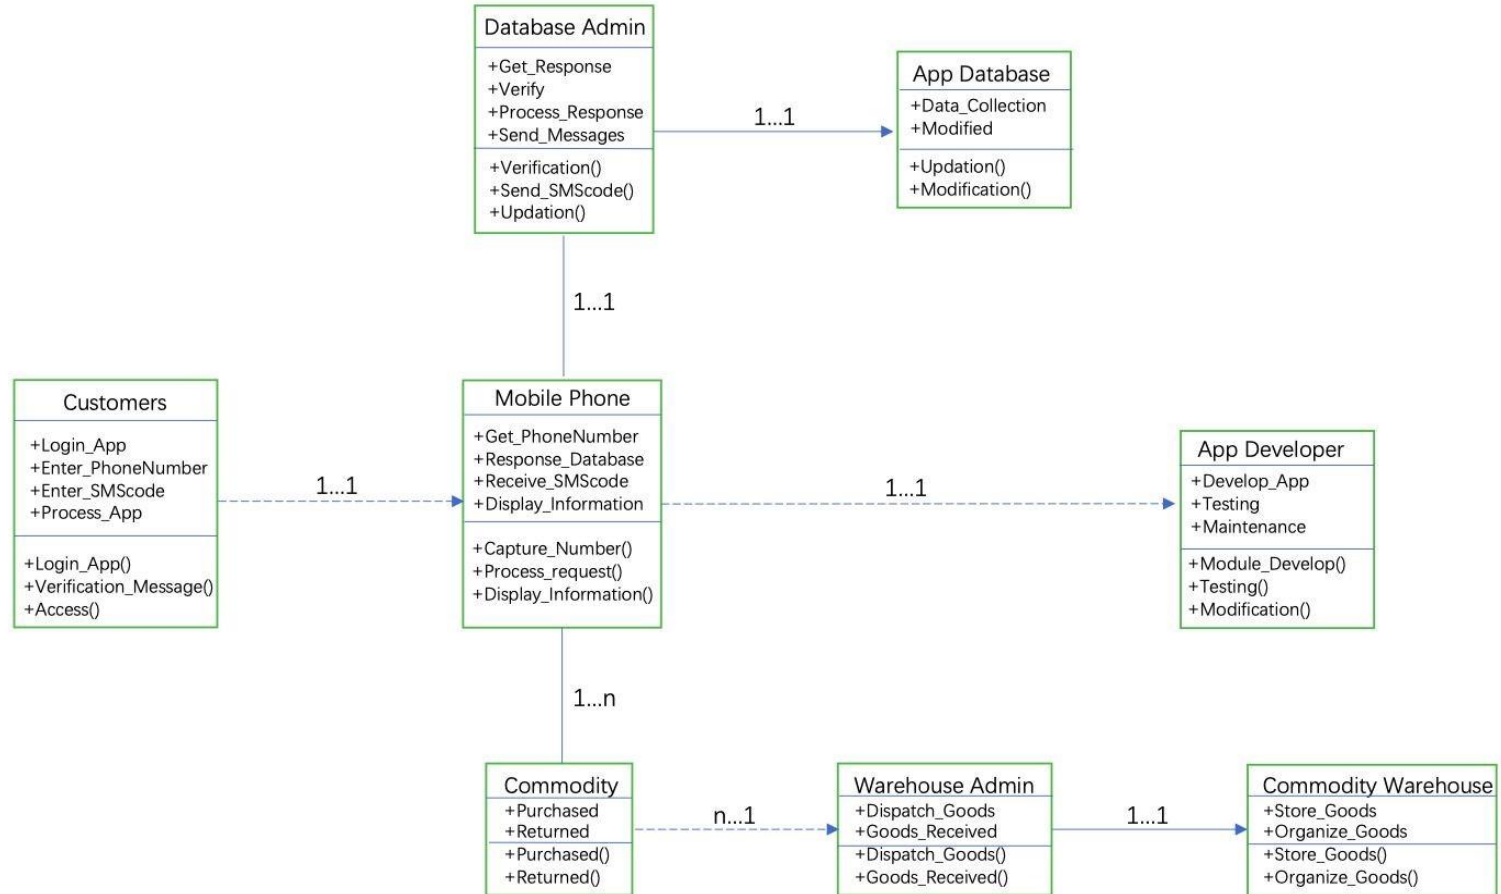 Database Admin
+Get_Response
+Verify
+Process_Response
+Send_Messages
+Verification()
+Send_SMScode()
+Updation()
1...1
App Database
+Data_Collection
+Modified
+Updation()
+Modification()
1...1
Customers
+Login_App
+Enter_PhoneNumber
+Enter_SMScode
+Process_App
+Login_App()
+Verification_Message()
+Access()
1...1
Mobile Phone
+Get_PhoneNumber
+Response_Database
+Receive_SMScode
+Display_Information
+Capture_Number()
+Process_request()
+Display_Information()
1...1
App Developer
+Develop_App
+Testing
+Maintenance
+Module_Develop()
+Testing()
+Modification()
1...n
Commodity
+Purchased
+Returned
+Purchased()
+Returned()
n...1
Warehouse Admin
+Dispatch_Goods
+Goods_Received
+Dispatch_Goods()
+Goods_Received()
1...1
Commodity Warehouse
+Store_Goods
+Organize_Goods
+Store_Goods()
+Organize_Goods()